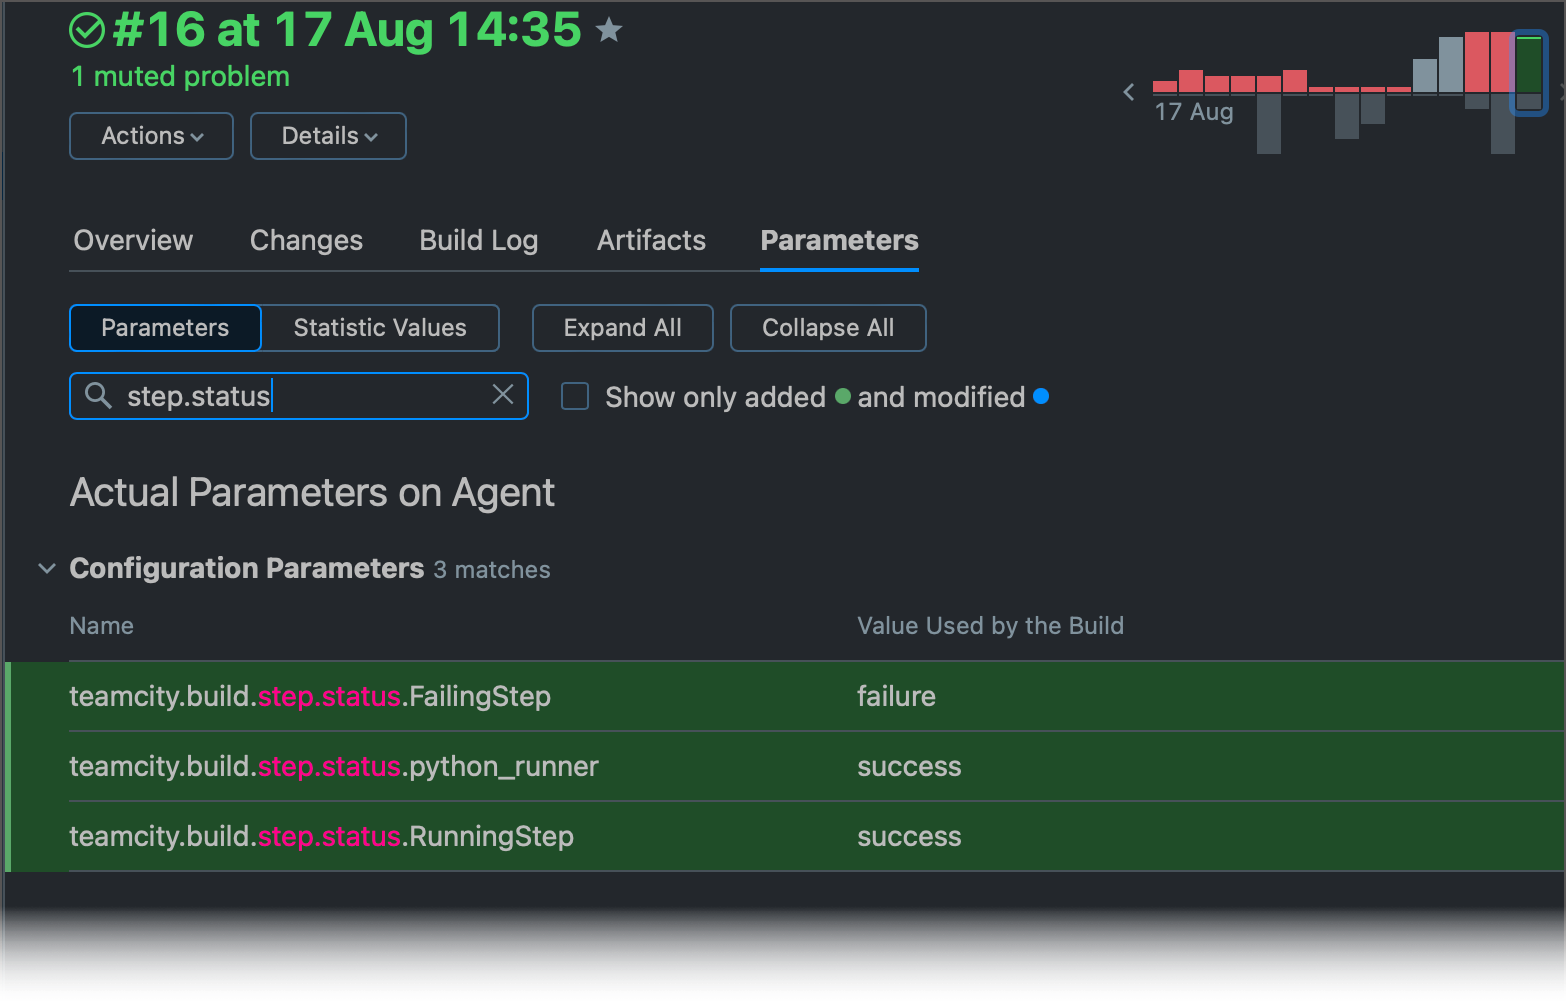 #16 at 17 Aug 14:35
1 muted problem
Actions
Details
17 Aug
Overview
Changes
Build Log
Artifacts
Parameters
Parameters
Statistic Values
Expand All
Collapse All
step.status
Show only added and modified
Actual Parameters on Agent
Configuration Parameters 3 matches
Name
Value Used by the Build
teamcity.build.step.status.FailingStep
failure
teamcity.build.step.status.python_runner
success
teamcity.build.step.status.RunningStep
success